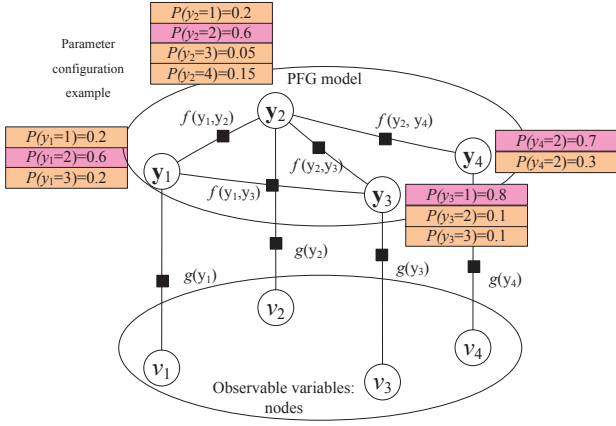 P(y2=1)=0.2
P(y2=2)=0.6
P(y2=3)=0.05
P(y2=4)=0.15
Parameter
configuration
example
PFG model
P(y1=1)=0.2
P(y1=2)=0.6
P(y1=3)=0.2
y2
f(y1,y2)
f(y2, y4)
f(y2,y3)
P(y4=2)=0.7
P(y4=2)=0.3
y1
y4
f(y1,y3)
y3
P(y3=1)=0.8
P(y3=2)=0.1
P(y3=3)=0.1
g(y2)
g(y1)
g(y3)
g(y4)
v2
v1
v3
v4
Observable variables:
nodes